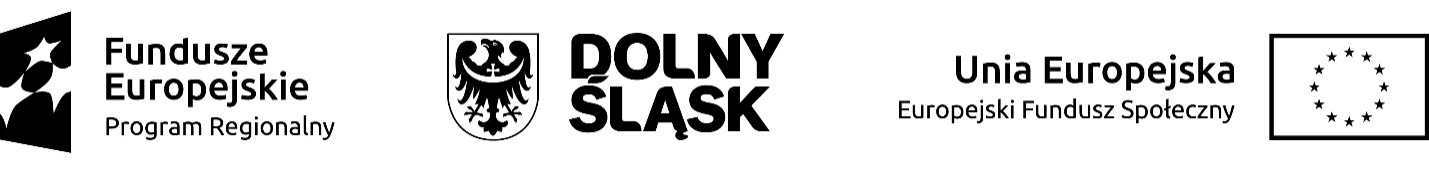 Fundusze
Europejskie
Program Regionalny
DOLNY
ŚLĄSK
Unia Europejska
Europejski Fundusz Społeczny